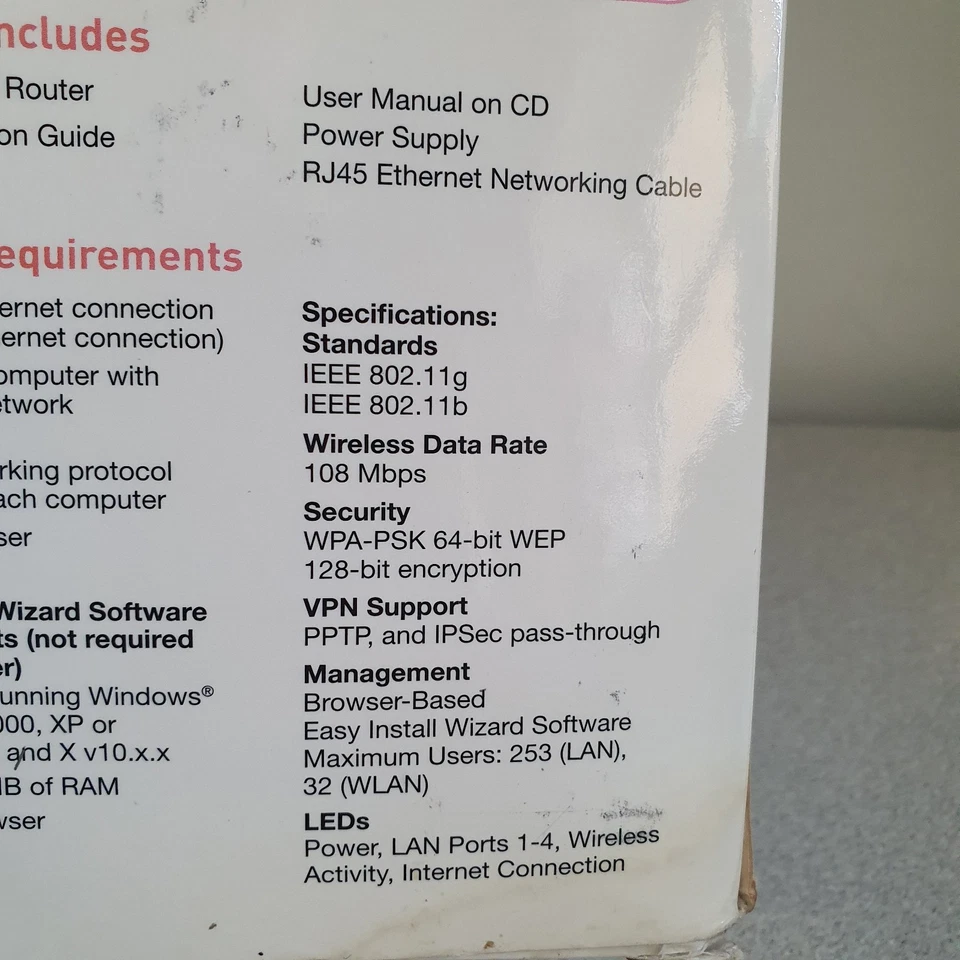 ncludes
Router
on Guide
User Manual on CD
Power Supply
RJ45 Ethernet Networking Cable
equirements
ernet connection
ernet connection)
omputer with
etwork
rking protocol
ach computer
ser
Wizard Software
ts (not required
er)
unning Windows®
000, XP or
and X v10.x.x
MB of RAM
wser
Specifications:
Standards
IEEE 802.11g
IEEE 802.11b
Wireless Data Rate
108 Mbps
Security
WPA-PSK 64-bit WEP
128-bit encryption
VPN Support
PPTP, and IPSec pass-through
Management
Browser-Based
Easy Install Wizard Software
Maximum Users: 253 (LAN),
32 (WLAN)
LEDs
Power, LAN Ports 1-4, Wireless
Activity, Internet Connection